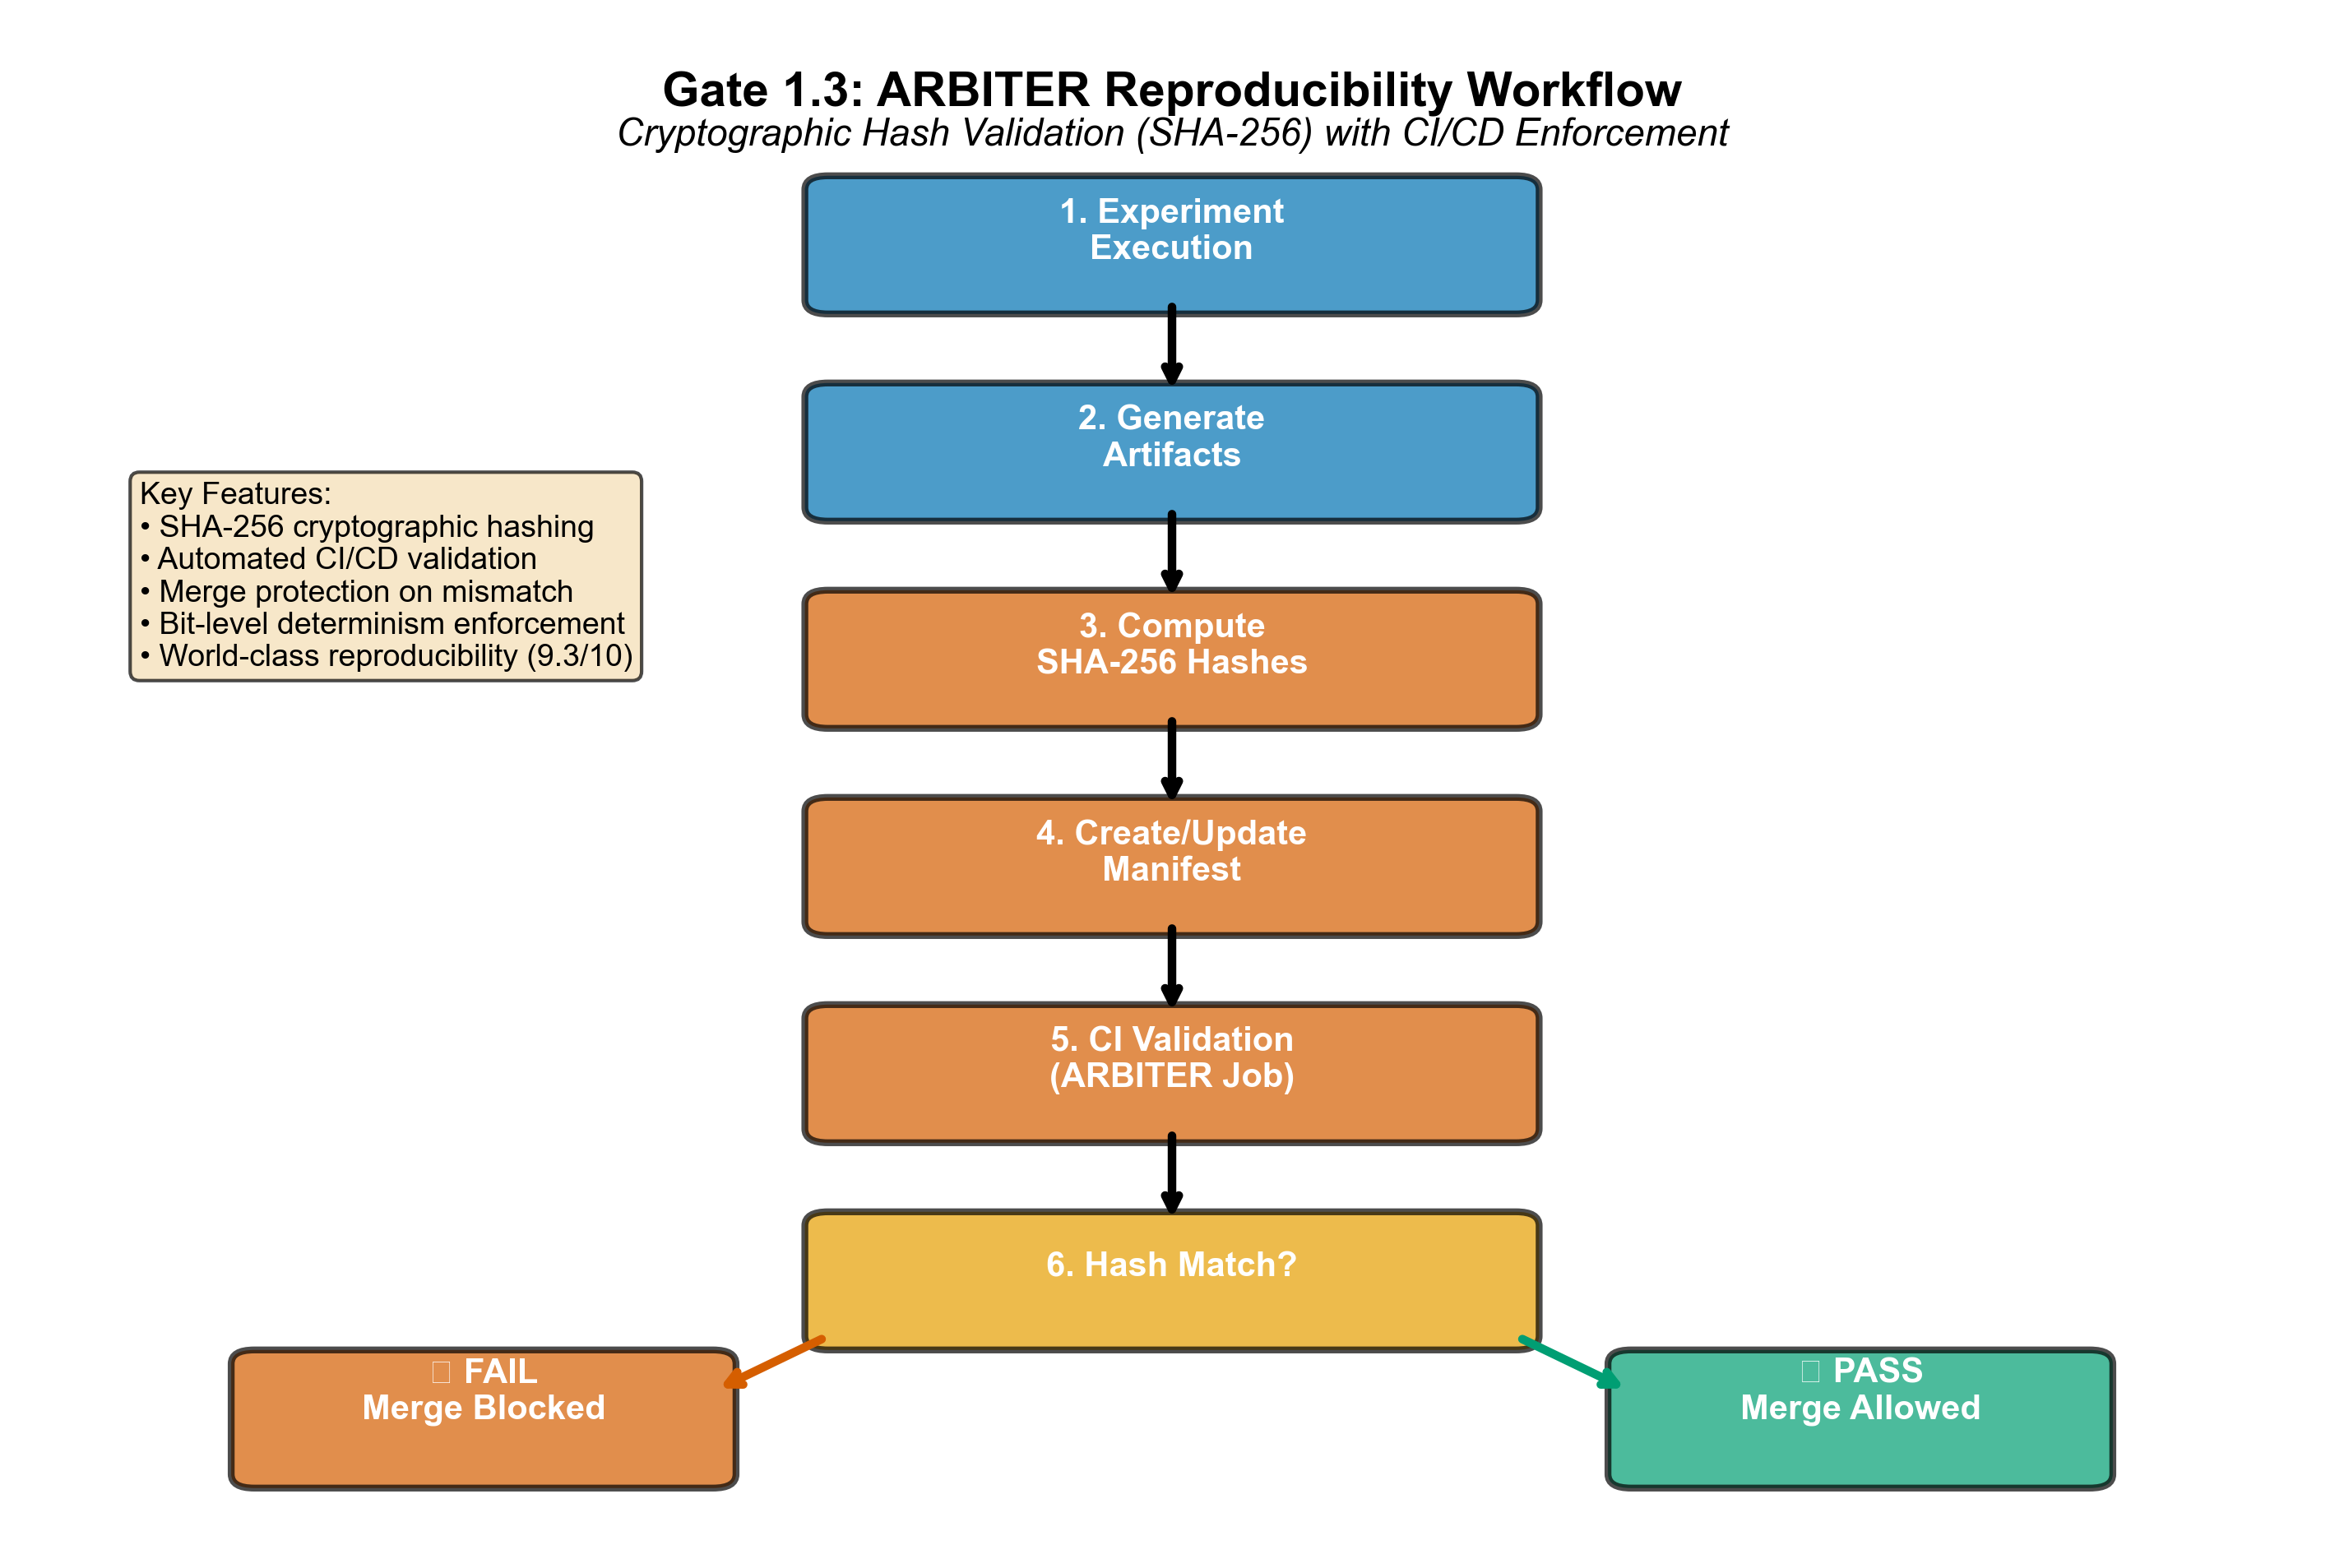 Gate 1.3: ARBITER Reproducibility Workflow
Cryptographic Hash Validation (SHA-256) with CI/CD Enforcement
1. Experiment
Execution
2. Generate
Artifacts
Key Features:
• SHA-256 cryptographic hashing
• Automated CI/CD validation
• Merge protection on mismatch
• Bit-level determinism enforcement
• World-class reproducibility (9.3/10)
3. Compute
SHA-256 Hashes
4. Create/Update
Manifest
5. CI Validation
(ARBITER Job)
6. Hash Match?
▯ FAIL
Merge Blocked
▯ PASS
Merge Allowed